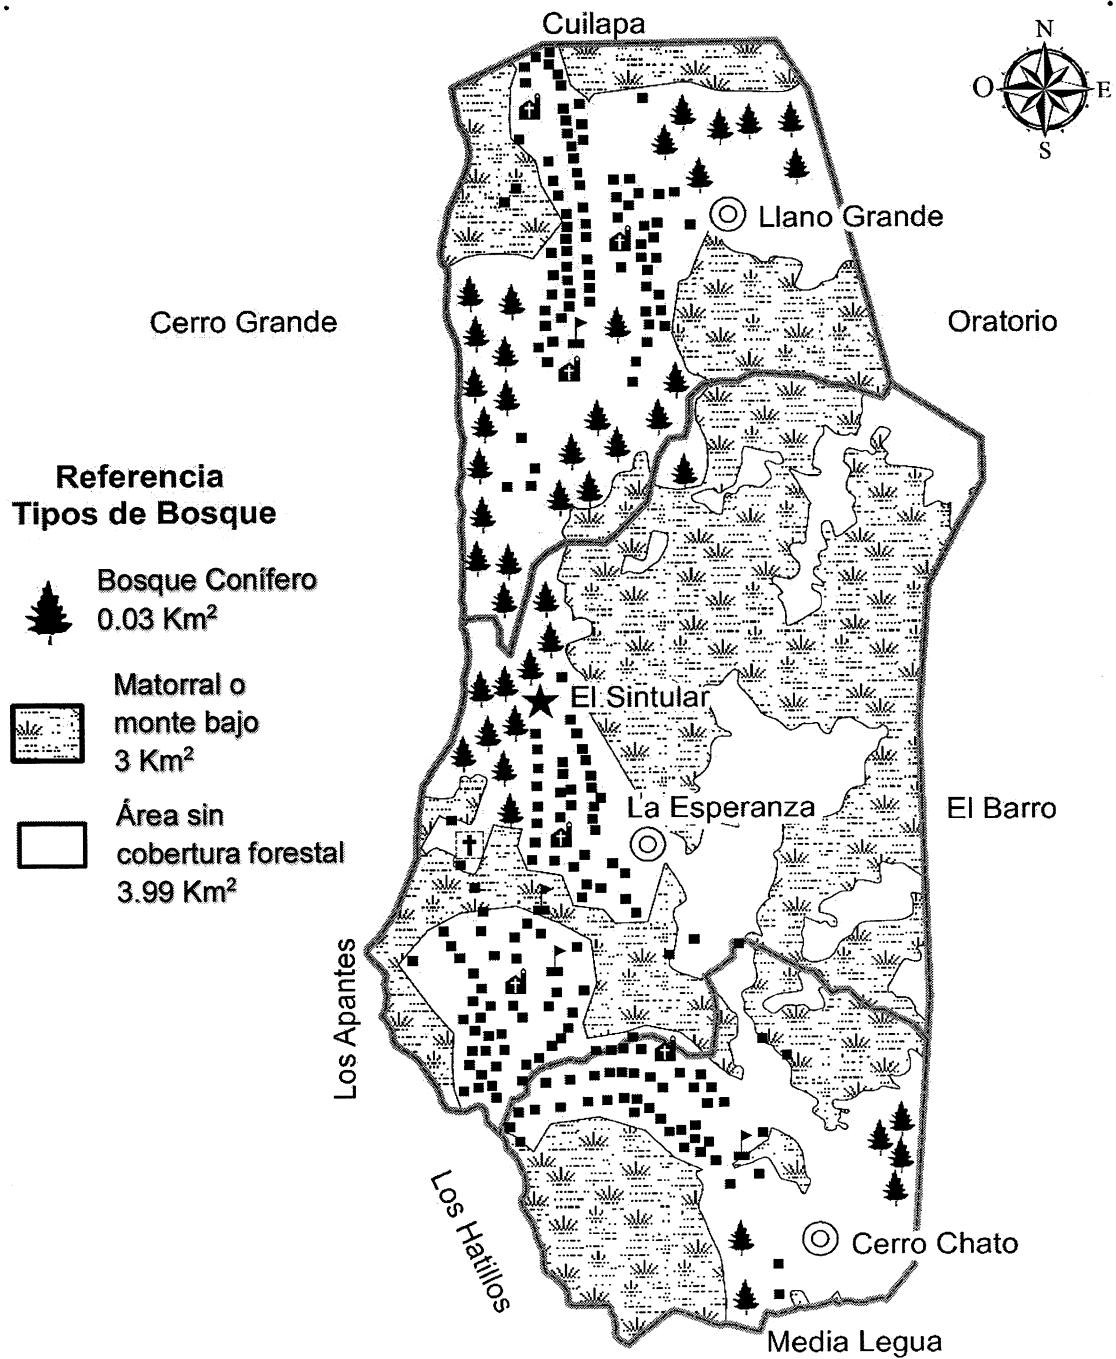 Cuilapa
N
O
E
S
Llano Grande
Cerro Grande
Oratorio
Referencia
Tipos de Bosque
Bosque Conífero
0.03 Km²
Matorral o
monte bajo
3 Km²
Área sin
cobertura forestal
3.99 Km²
El Sintular
La Esperanza
El Barro
Los Apantes
Los Hatillos
Cerro Chato
Media Legua